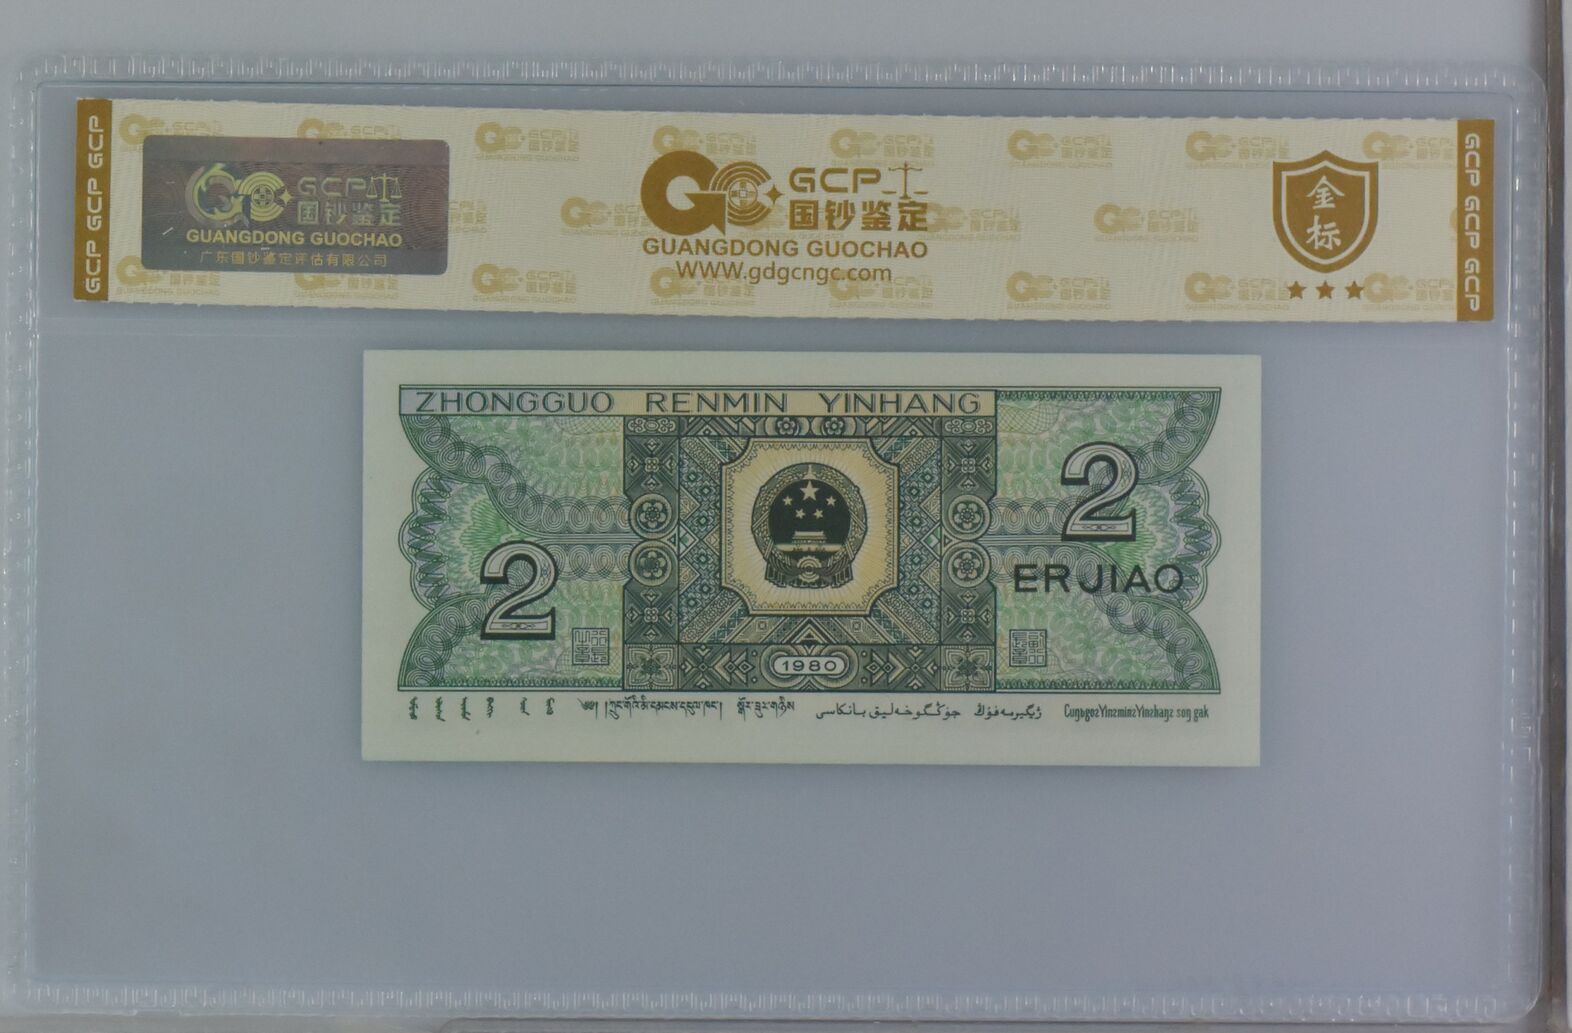 GCP GCP GCP
GCP
国钞鉴定
GUANGDONG GUOCHAO
广东国钞鉴定评估有限公司
GCP
国钞鉴定
GUANGDONG GUOCHAO
WWW.gdgcngc.com
金标
GCP GCP GCP
ZHONGGUO RENMIN YINHANG
2
ERJIAO
2
1980
CuŋƅgozYinzminzYinzhaŋz soŋ gak